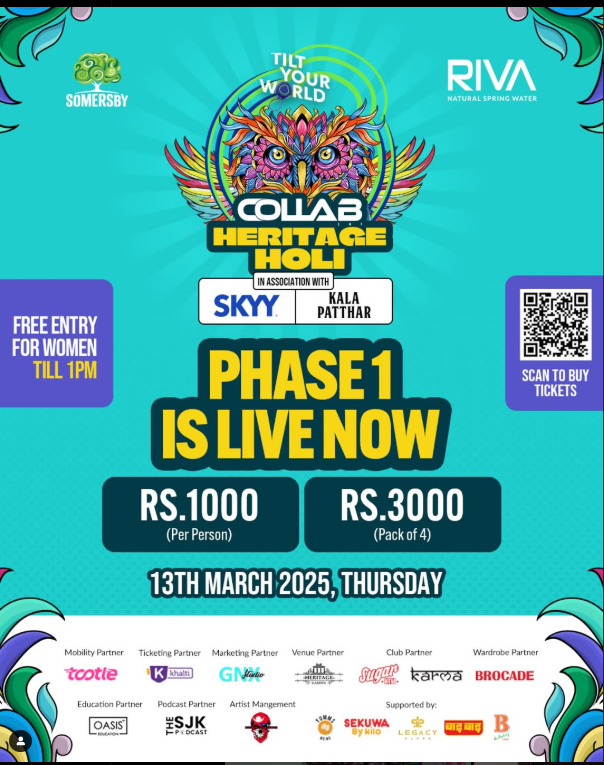 SOMERSBY
TILT
YOUR
WORLD
RIVA
NATURAL SPRING WATER
COLLAB
HERITAGE
HOLI
IN ASSOCIATION WITH
SKYY
KALA
PATTHAR
FREE ENTRY
FOR WOMEN
TILL 1PM
SCAN TO BUY
TICKETS
PHASE 1
IS LIVE NOW
RS.1000
(Per Person)
RS.3000
(Pack of 4)
13TH MARCH 2025, THURSDAY
Mobility Partner
Ticketing Partner
Marketing Partner
Venue Partner
Club Partner
Wardrobe Partner
tootle
K khalti
GNX Studio
HERITAGE
GARDEN
Sugar
karma
BROCADE
Education Partner
Podcast Partner
Artist Mangement
Supported by:
OASIS
EDUCATION
THE SJK
PODCAST
SEKUWA
By kilo
LEGACY
B